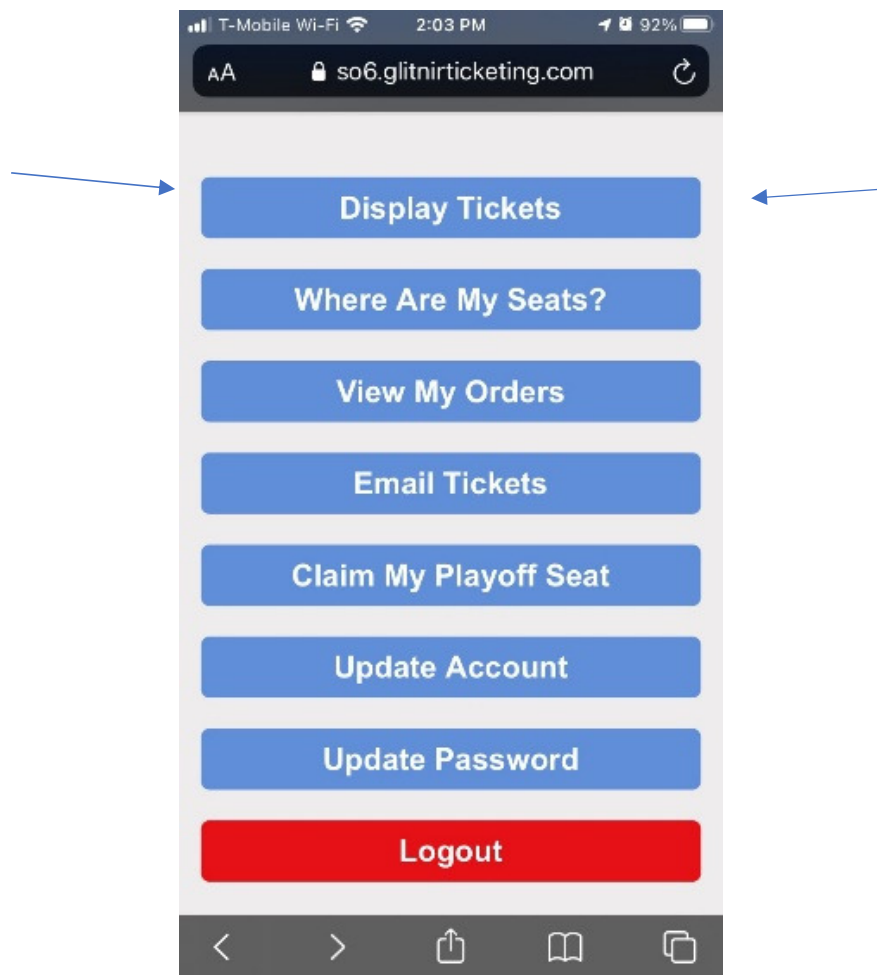 T-Mobile Wi-Fi 2:03 PM 92%
AA so6.glitnirticketing.com
Display Tickets
Where Are My Seats?
View My Orders
Email Tickets
Claim My Playoff Seat
Update Account
Update Password
Logout